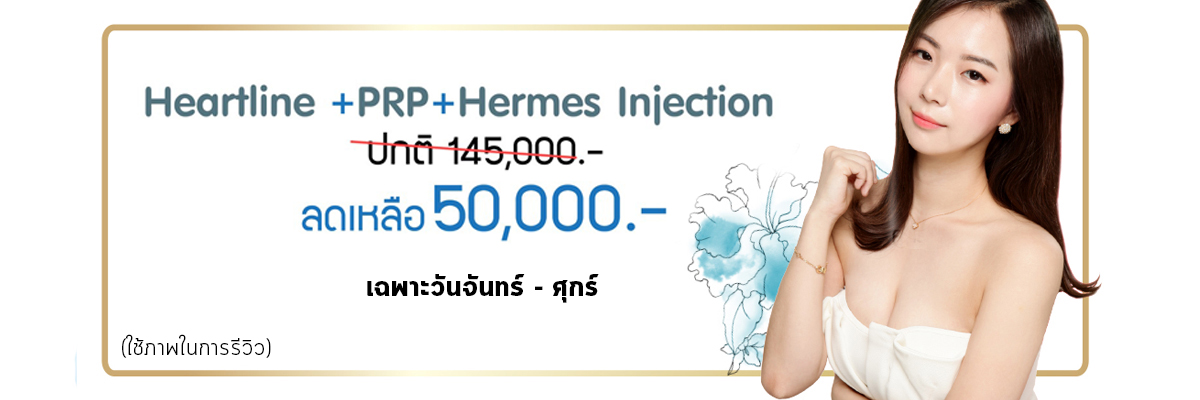 Heartline +PRP+Hermes Injection
ปกติ 145,000.-
ลดเหลือ 50,000.-
เฉพาะวันจันทร์ - ศุกร์
(ใช้ภาพในการรีวิว)